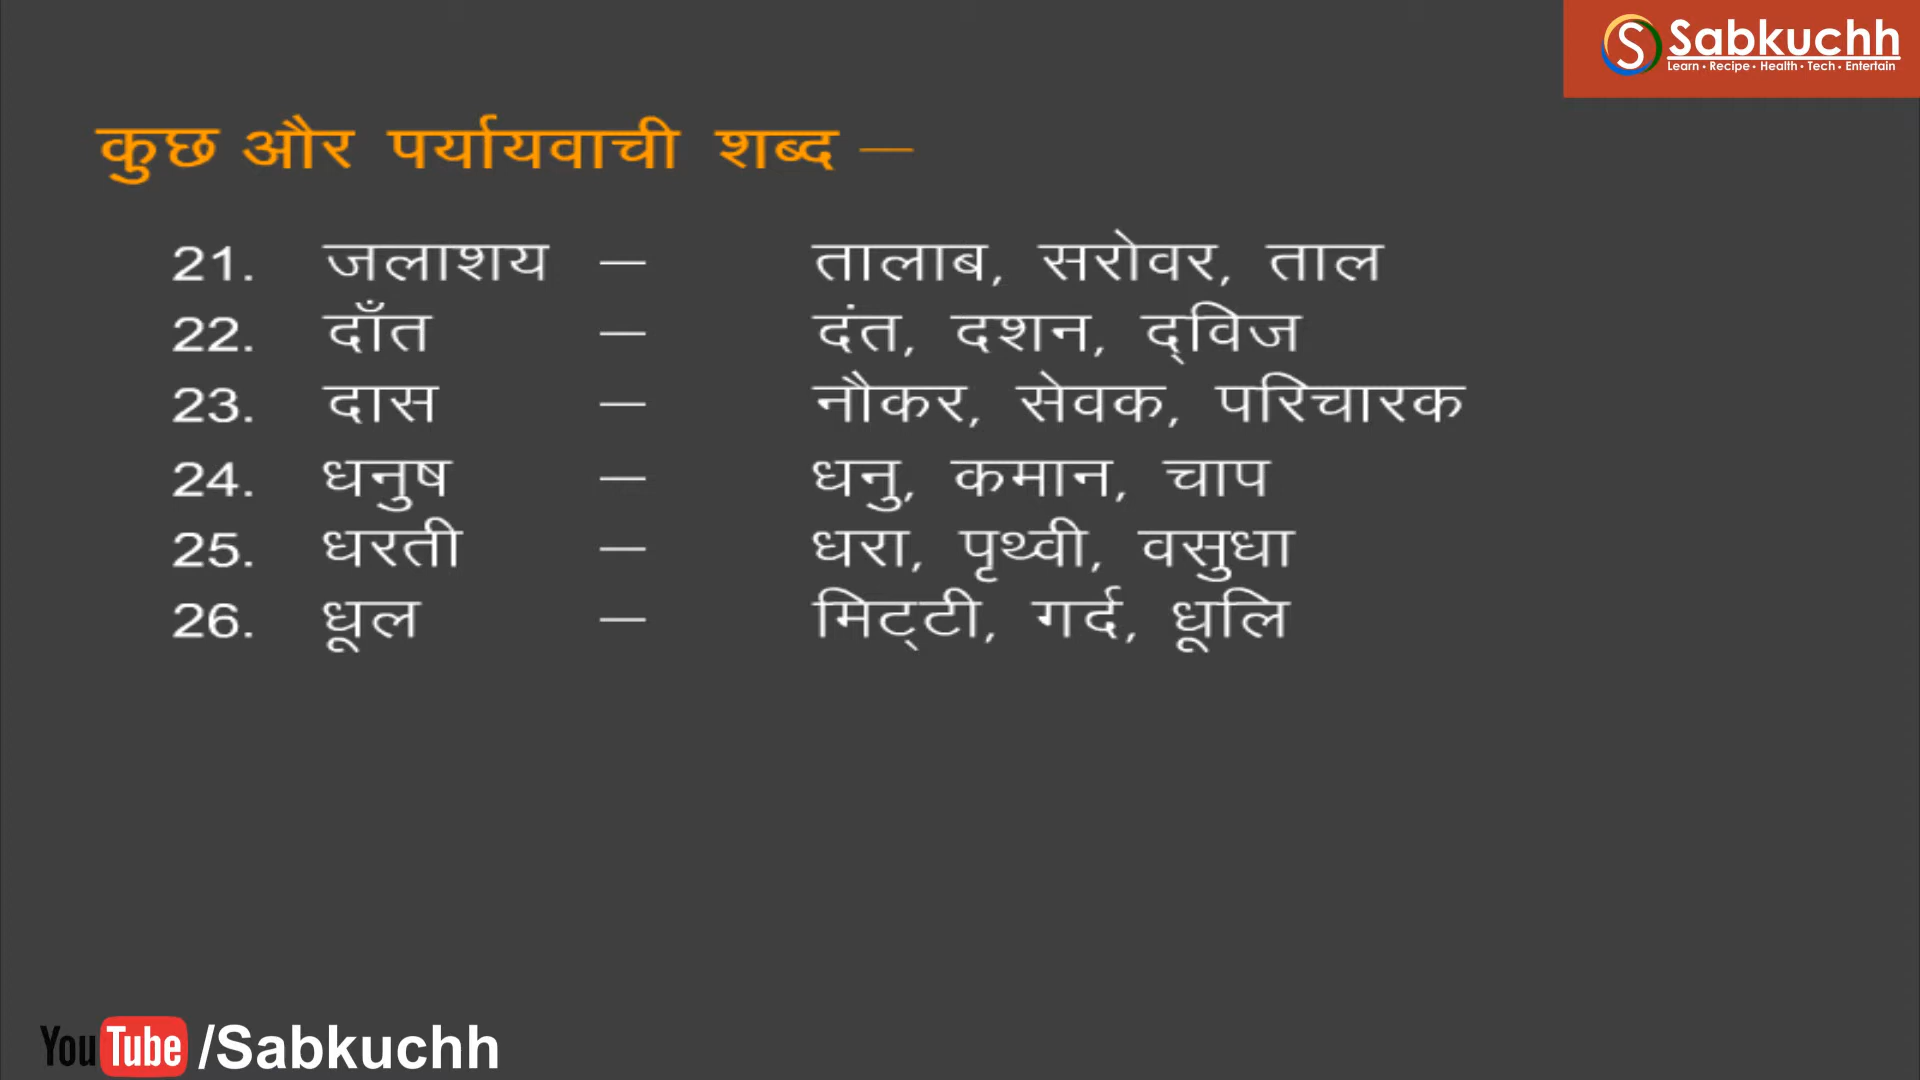 Sabkuchh
Learn • Recipe • Health • Tech • Entertain
कुछ और पर्यायवाची शब्द –
21. जलाशय – तालाब, सरोवर, ताल
22. दाँत – दंत, दशन, द्‌विज
23. दास – नौकर, सेवक, परिचारक
24. धनुष – धनु, कमान, चाप
25. धरती – धरा, पृथ्वी, वसुधा
26. धूल – मिट्‌टी, गर्द, धूलि
YouTube /Sabkuchh